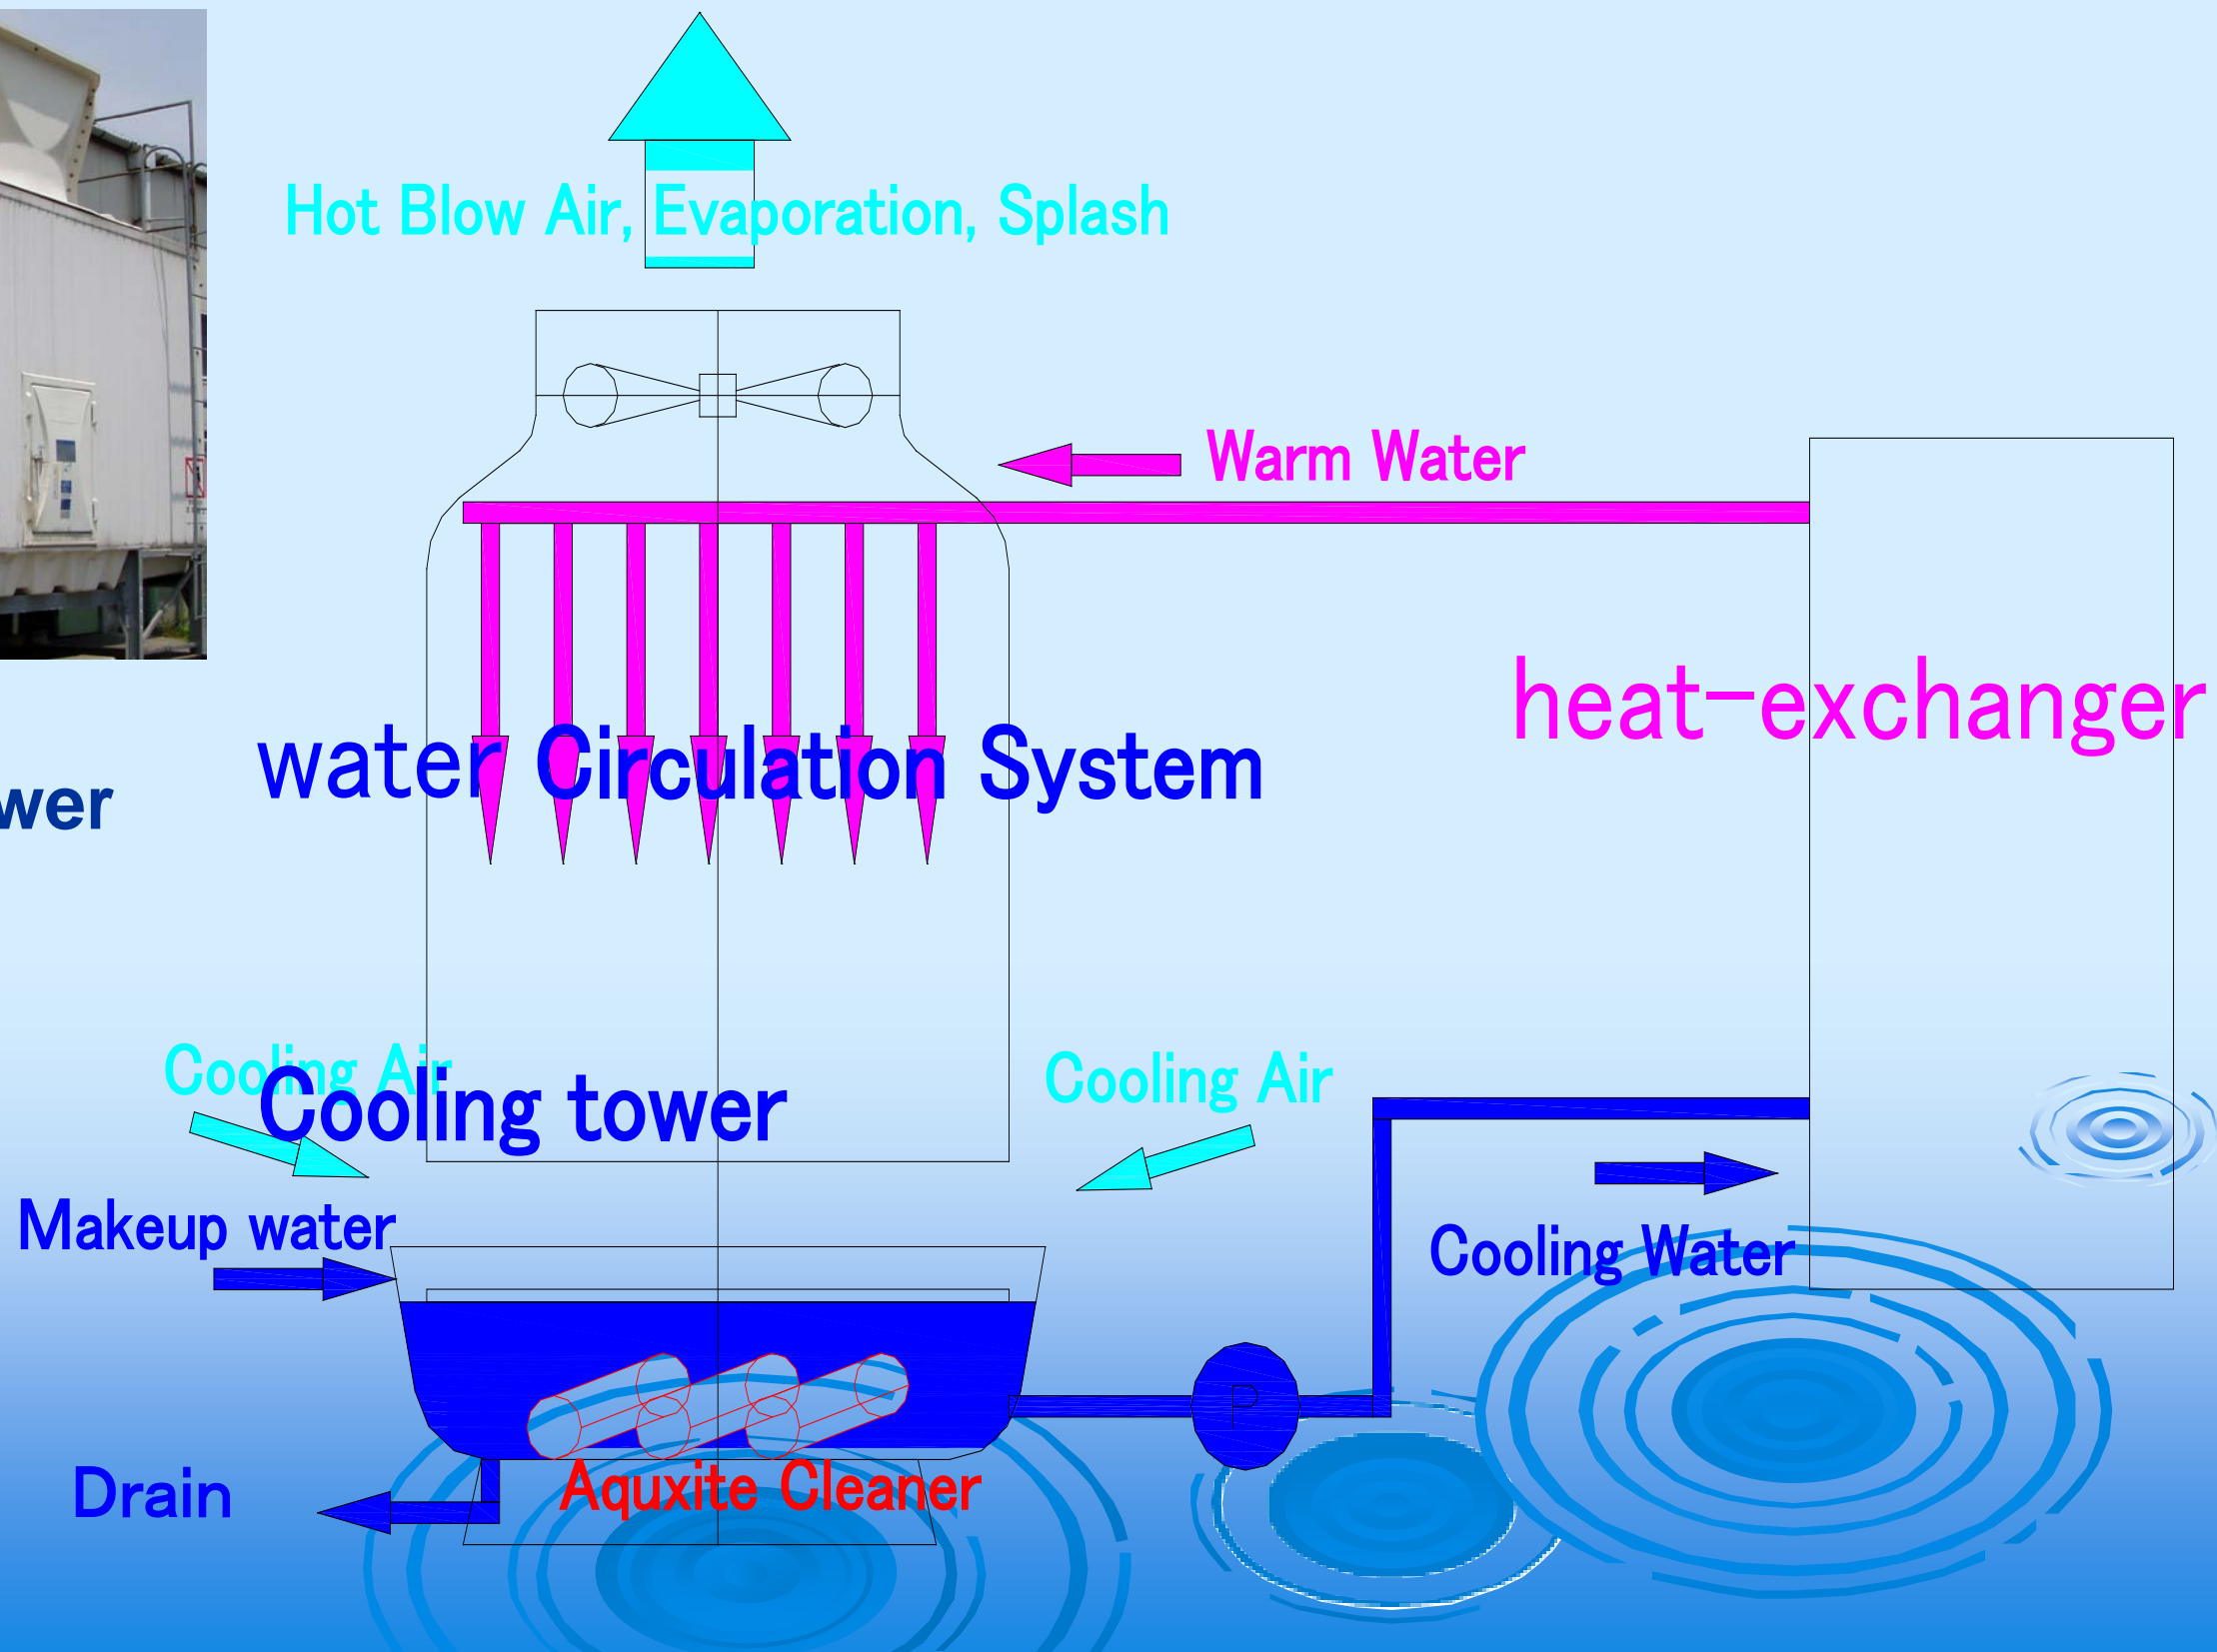 Hot Blow Air, Evaporation, Splash
Warm Water
heat-exchanger
water Circulation System
wer
Cooling Air
Cooling Air
Cooling tower
Makeup water
Cooling Water
P
Drain
Aquxite Cleaner